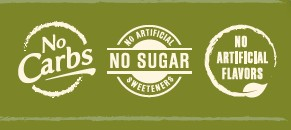 No
Carbs
NO ARTIFICIAL
NO SUGAR
SWEETENERS
NO
ARTIFICIAL
FLAVORS